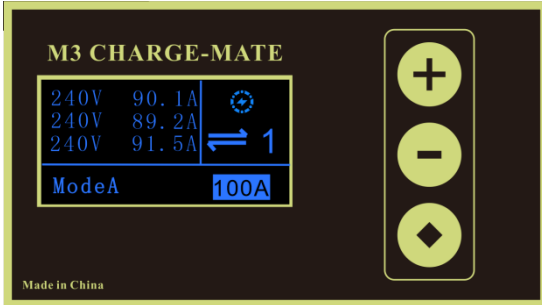 M3 CHARGE-MATE
240V 90.1A
240V 89.2A
240V 91.5A
1
ModeA 100A
Made in China